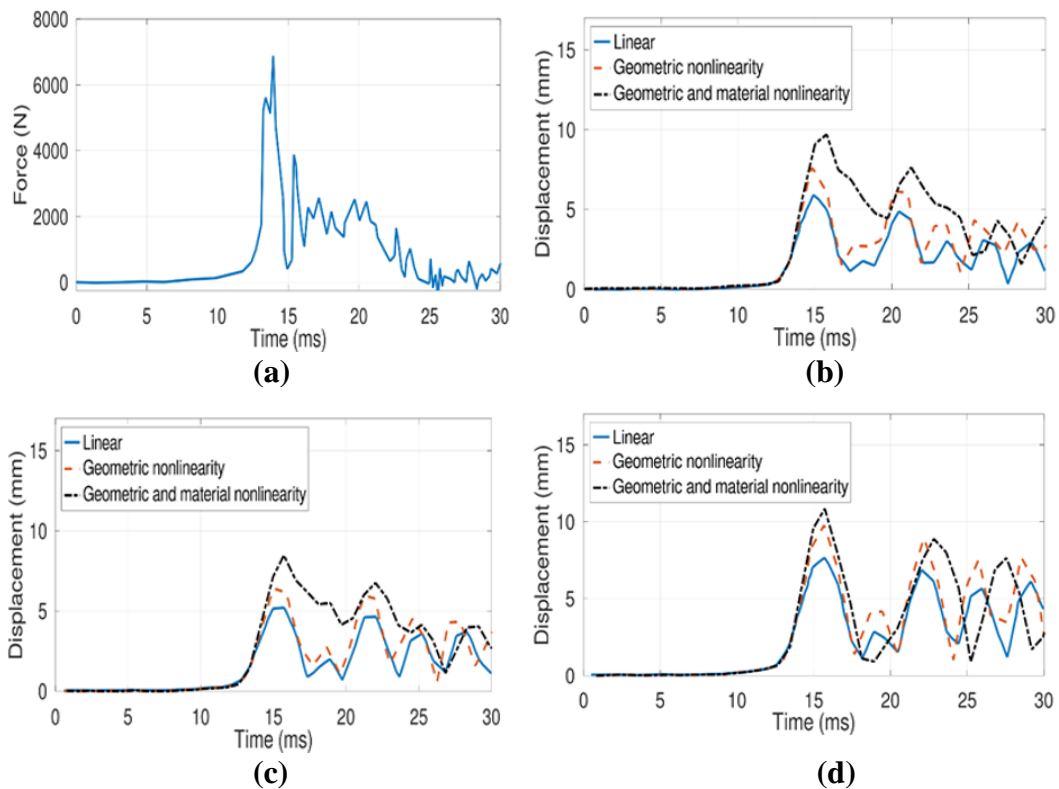 8000
6000
4000
2000
0
Force (N)
0 5 10 15 20 25 30
Time (ms)
(a)
15
10
5
0
Displacement (mm)
Linear
Geometric nonlinearity
Geometric and material nonlinearity
0 5 10 15 20 25 30
Time (ms)
(b)
15
10
5
0
Displacement (mm)
Linear
Geometric nonlinearity
Geometric and material nonlinearity
0 5 10 15 20 25 30
Time (ms)
(c)
15
10
5
0
Displacement (mm)
Linear
Geometric nonlinearity
Geometric and material nonlinearity
0 5 10 15 20 25 30
Time (ms)
(d)